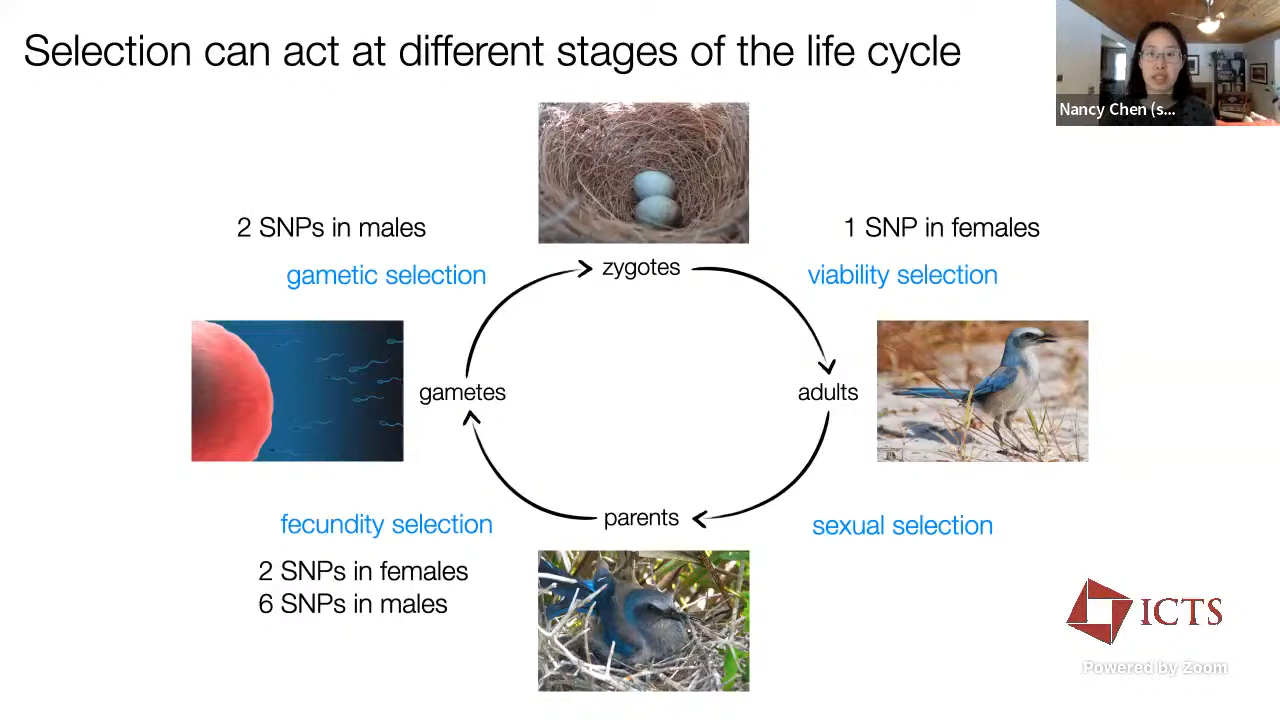 Selection can act at different stages of the life cycle
Nancy Chen (s...
2 SNPs in males
1 SNP in females
gametic selection
zygotes
viability selection
gametes
adults
fecundity selection
parents
sexual selection
2 SNPs in females
6 SNPs in males
ICTS
Powered by Zoom